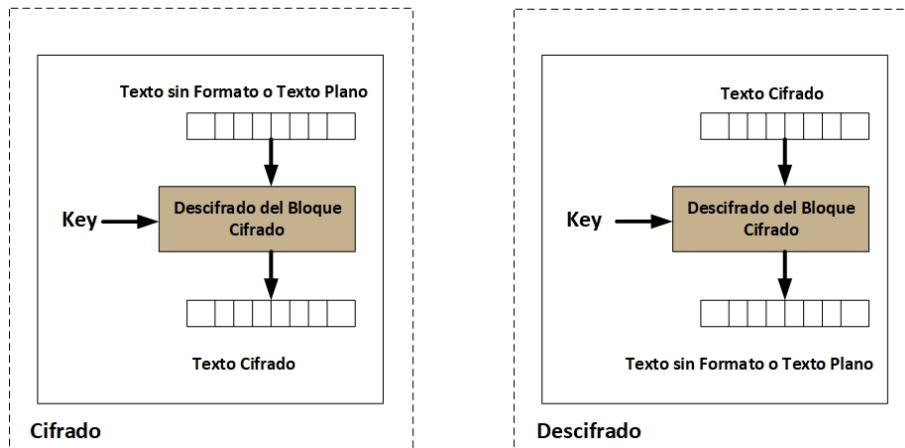 Texto sin Formato o Texto Plano
Key
Descifrado del Bloque
Cifrado
Texto Cifrado
Cifrado
Texto Cifrado
Key
Descifrado del Bloque
Cifrado
Texto sin Formato o Texto Plano
Descifrado